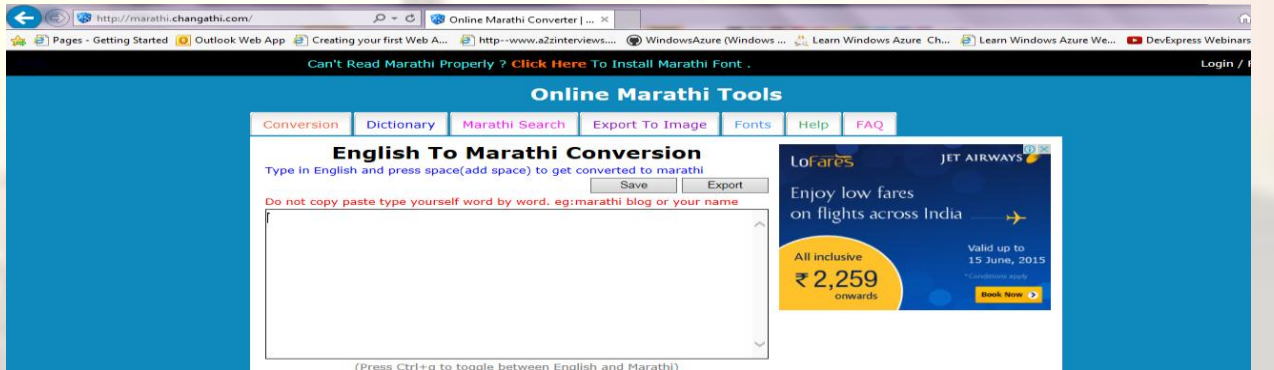 http://marathi.changathi.com/
Online Marathi Converter | ...
Pages - Getting Started Outlook Web App Creating your first Web A... http--www.a2zinterviews.... WindowsAzure (Windows ... Learn Windows Azure Ch... Learn Windows Azure We... DevExpress Webinars
Can't Read Marathi Properly ? Click Here To Install Marathi Font .
Login /
Online Marathi Tools
Conversion Dictionary Marathi Search Export To Image Fonts Help FAQ
English To Marathi Conversion
Type in English and press space(add space) to get converted to marathi
Save Export
Do not copy paste type yourself word by word. eg:marathi blog or your name
(Press Ctrl+g to toggle between English and Marathi)
LoFares
JET AIRWAYS
Enjoy low fares
on flights across India
All inclusive
₹ 2,259
onwards
Valid up to
15 June, 2015
*Conditions apply
Book Now